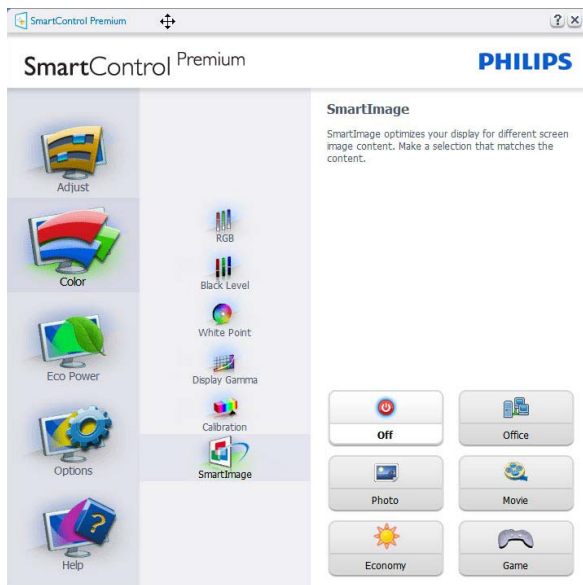 SmartControl Premium
SmartControl Premium
PHILIPS
Adjust
Color
Eco Power
Options
Help
RGB
Black Level
White Point
Display Gamma
Calibration
SmartImage
SmartImage
SmartImage optimizes your display for different screen
image content. Make a selection that matches the
content.
Off
Office
Photo
Movie
Economy
Game